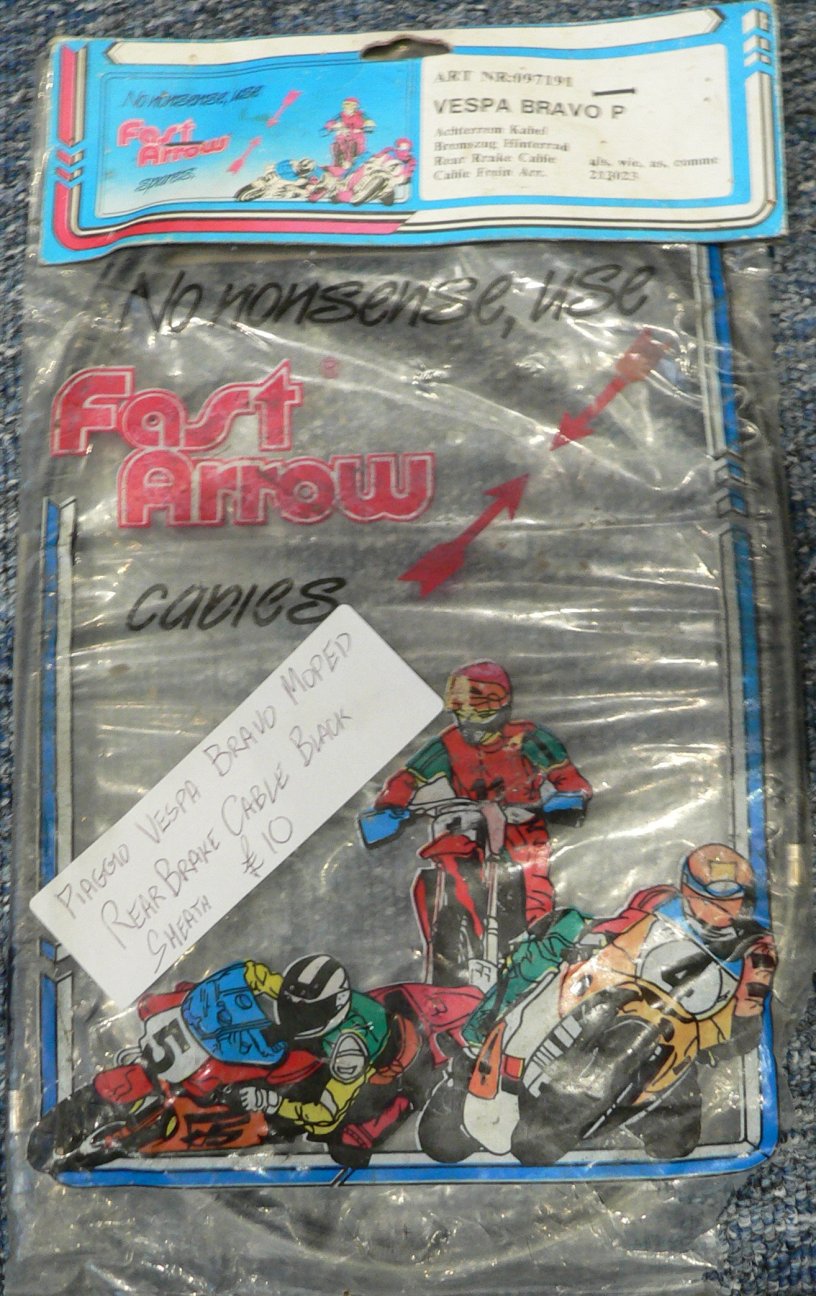 No nonsense, use
Fast
Arrow
spares.
ART NR:097191
VESPA BRAVO P
Achterrem Kabel
Bremszug Hinterrad
Rear Brake Cable als. wie. as. comme
Cable Frein Arr. 213023
No nonsense, use
Fast ®
Arrow
cables
PIAGGIO VESPA BRAVO MOPED
REAR BRAKE CABLE BLACK
SHEATH £10
5
4